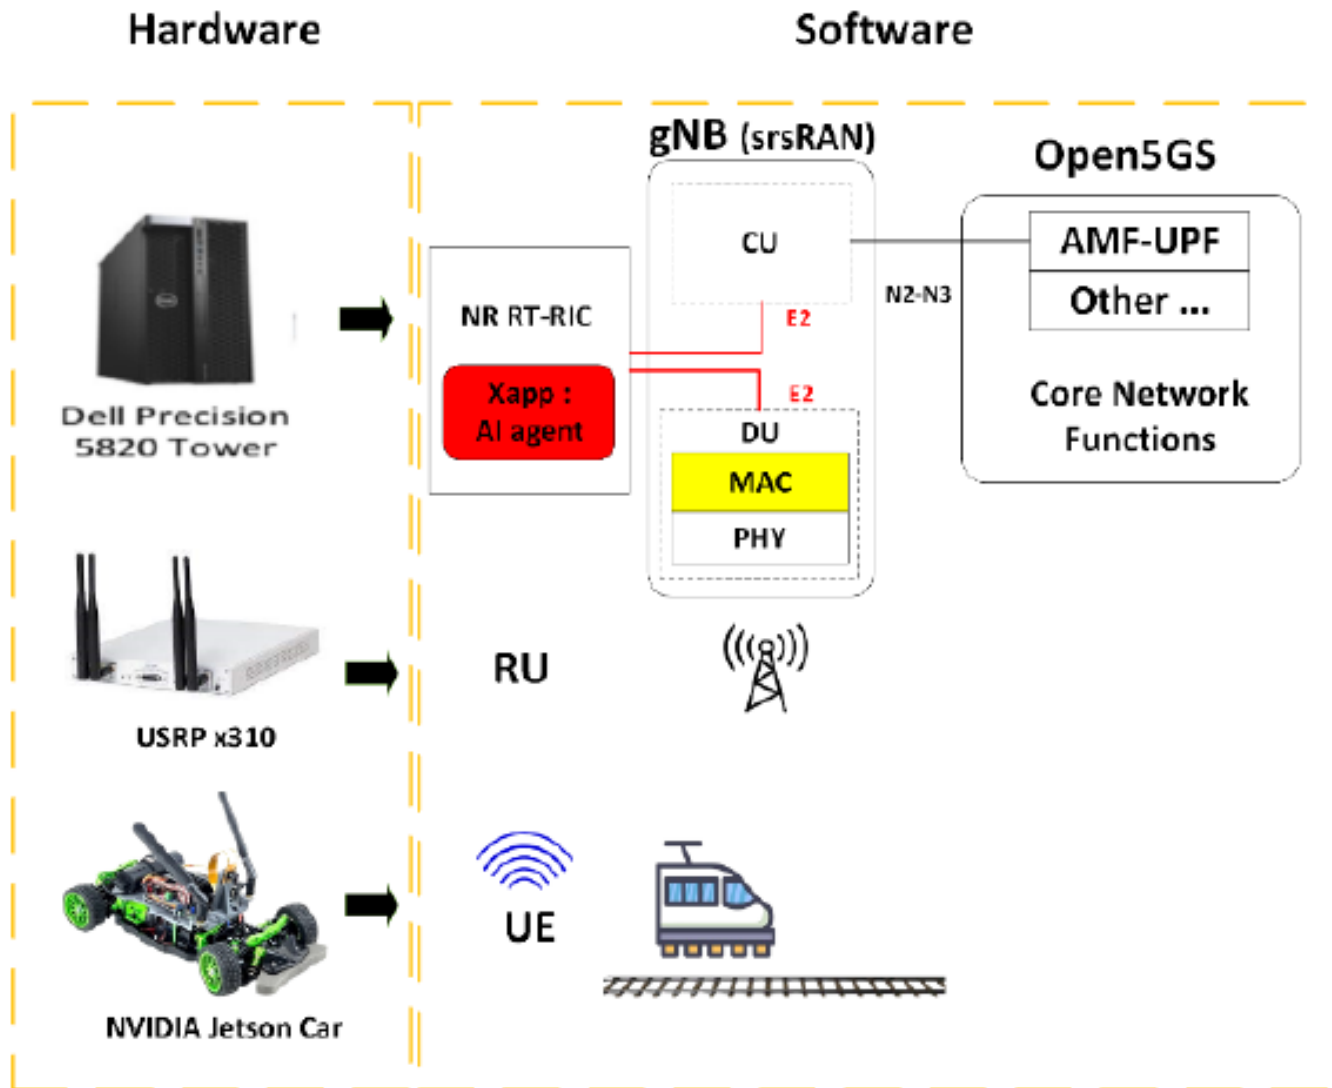 Hardware
Software
gNB (srsRAN)
Open5GS
CU
AMF-UPF
Other ...
N2-N3
Core Network
Functions
NR RT-RIC
Xapp :
AI agent
E2
E2
DU
MAC
PHY
Dell Precision
5820 Tower
RU
USRP x310
UE
NVIDIA Jetson Car